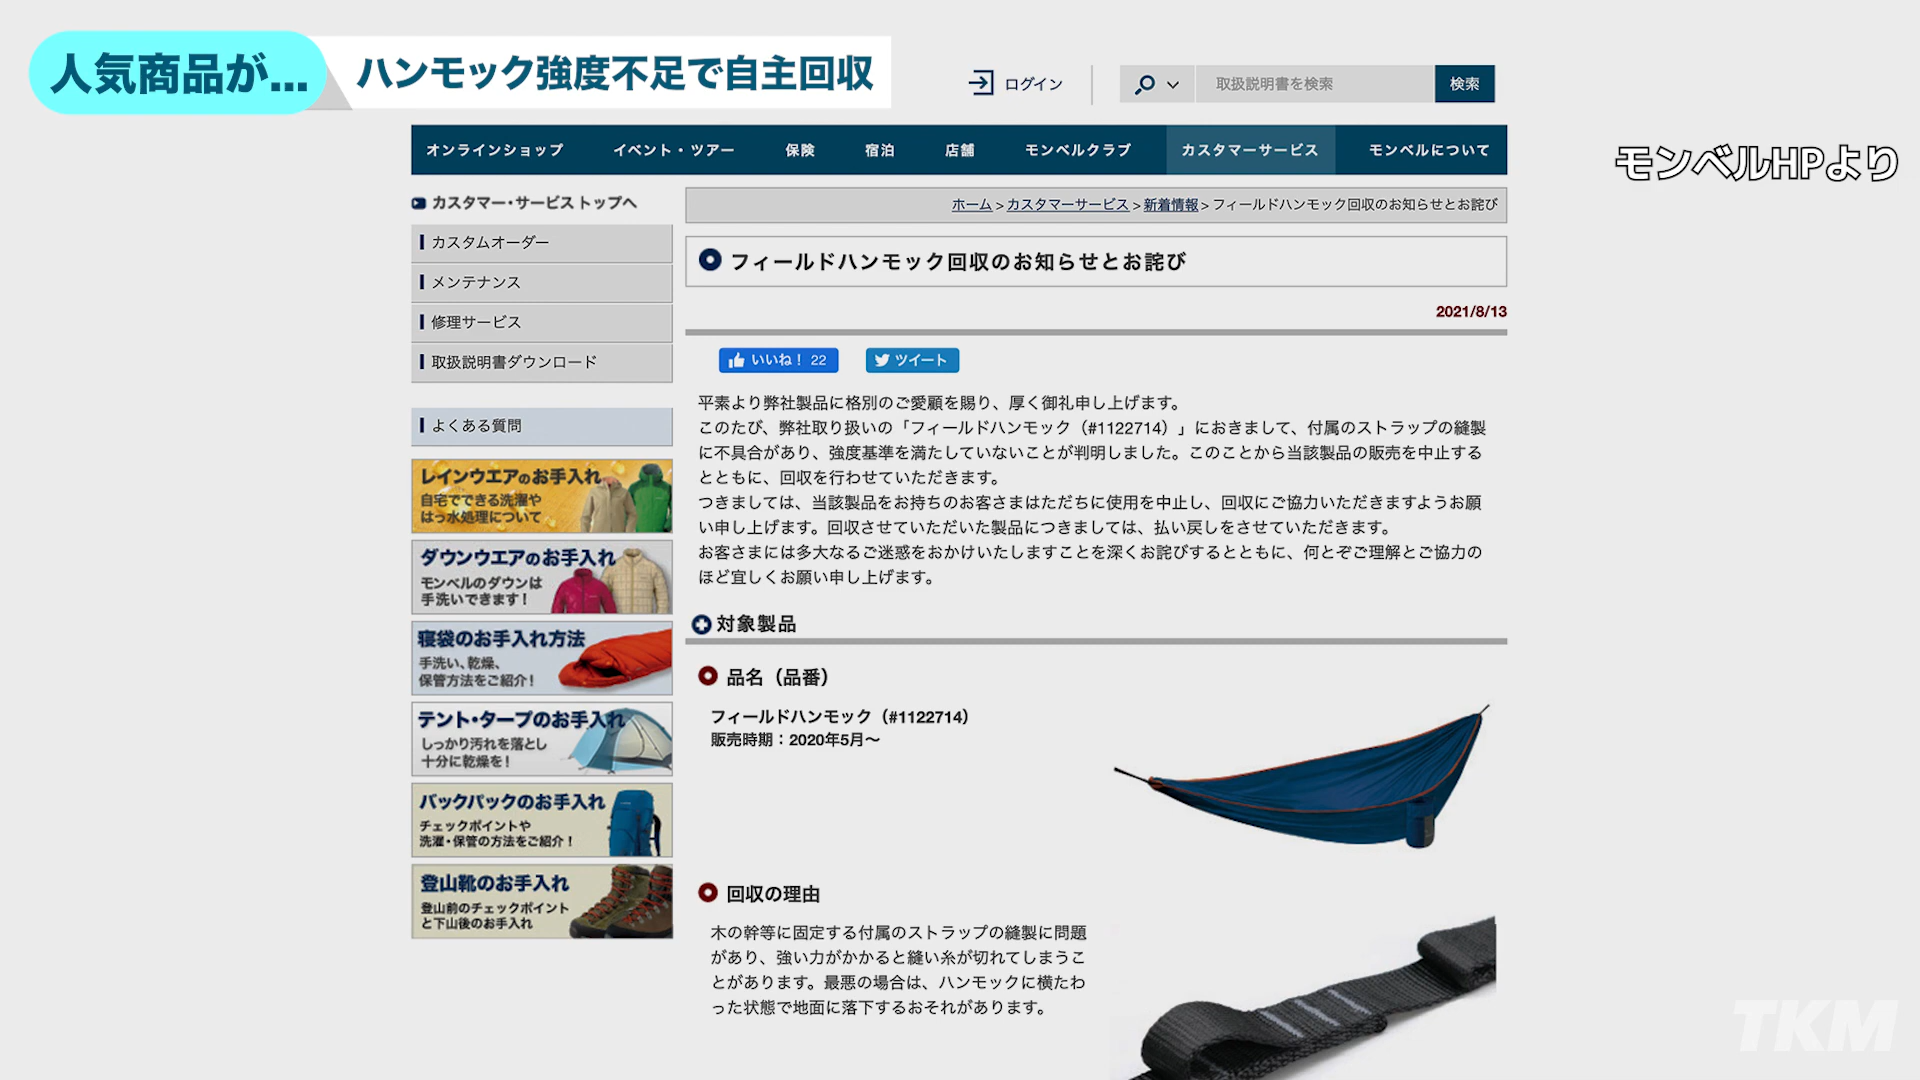 人気商品が...
ハンモック強度不足で自主回収
ログイン
取扱説明書を検索
検索
モンベルHPより
オンラインショップ
イベント・ツアー
保険
宿泊
店舗
モンベルクラブ
カスタマーサービス
モンベルについて
カスタマー・サービストップへ
カスタムオーダー
メンテナンス
修理サービス
取扱説明書ダウンロード
よくある質問
レインウエアのお手入れ
自宅でできる洗濯や
はっ水処理について
ダウンウエアのお手入れ
モンベルのダウンは
手洗いできます!
寝袋のお手入れ方法
手洗い、乾燥、
保管方法をご紹介!
テント・タープのお手入れ
しっかり汚れを落とし
十分に乾燥を!
バックパックのお手入れ
チェックポイントや
洗濯・保管の方法をご紹介!
登山靴のお手入れ
登山前のチェックポイント
と下山後のお手入れ
ホーム > カスタマーサービス > 新着情報 > フィールドハンモック回収のお知らせとお詫び
フィールドハンモック回収のお知らせとお詫び
2021/8/13
いいね! 22
ツイート
平素より弊社製品に格別のご愛顧を賜り、厚く御礼申し上げます。
このたび、弊社取り扱いの「フィールドハンモック(#1122714)」におきまして、付属のストラップの縫製
に不具合があり、強度基準を満たしていないことが判明しました。このことから当該製品の販売を中止する
とともに、回収を行わせていただきます。
つきましては、当該製品をお持ちのお客さまはただちに使用を中止し、回収にご協力いただきますようお願
い申し上げます。回収させていただいた製品につきましては、払い戻しをさせていただきます。
お客さまには多大なるご迷惑をおかけいたしますことを深くお詫びするとともに、何とぞご理解とご協力の
ほど宜しくお願い申し上げます。
対象製品
品名(品番)
フィールドハンモック(#1122714)
販売時期:2020年5月〜
回収の理由
木の幹等に固定する付属のストラップの縫製に問題
があり、強い力がかかると縫い糸が切れてしまうこ
とがあります。最悪の場合は、ハンモックに横たわ
った状態で地面に落下するおそれがあります。
TKM